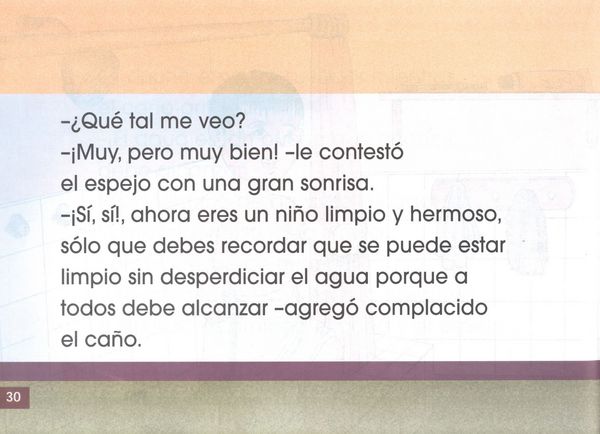 –¿Qué tal me veo?
–¡Muy, pero muy bien! –le contestó
el espejo con una gran sonrisa.
–¡Sí, sí!, ahora eres un niño limpio y hermoso,
sólo que debes recordar que se puede estar
limpio sin desperdiciar el agua porque a
todos debe alcanzar –agregó complacido
el caño.
30